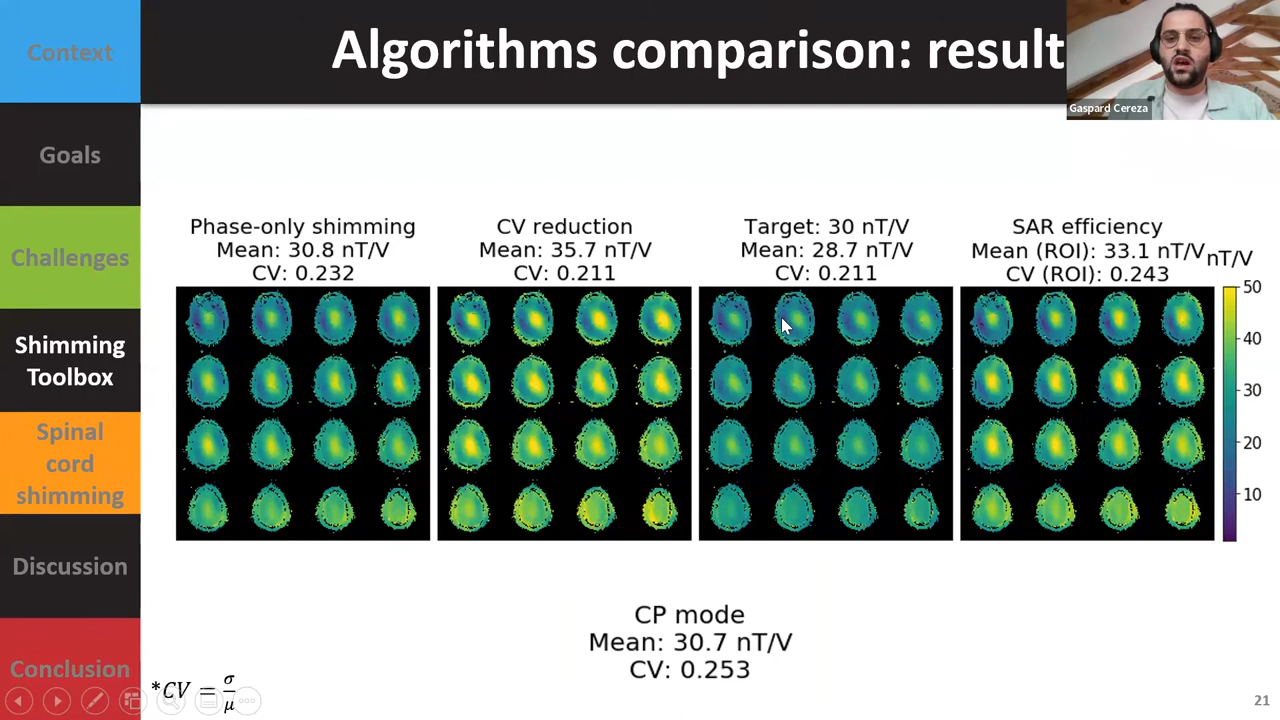 Context
Goals
Challenges
Shimming
Toolbox
Spinal
cord
shimming
Discussion
Conclusion
Algorithms comparison: result
Gaspard Cereza
Phase-only shimming
Mean: 30.8 nT/V
CV: 0.232
CV reduction
Mean: 35.7 nT/V
CV: 0.211
Target: 30 nT/V
Mean: 28.7 nT/V
CV: 0.211
SAR efficiency
Mean (ROI): 33.1 nT/V
CV (ROI): 0.243
nT/V
50
40
30
20
10
CP mode
Mean: 30.7 nT/V
CV: 0.253
*CV = σ/μ
21